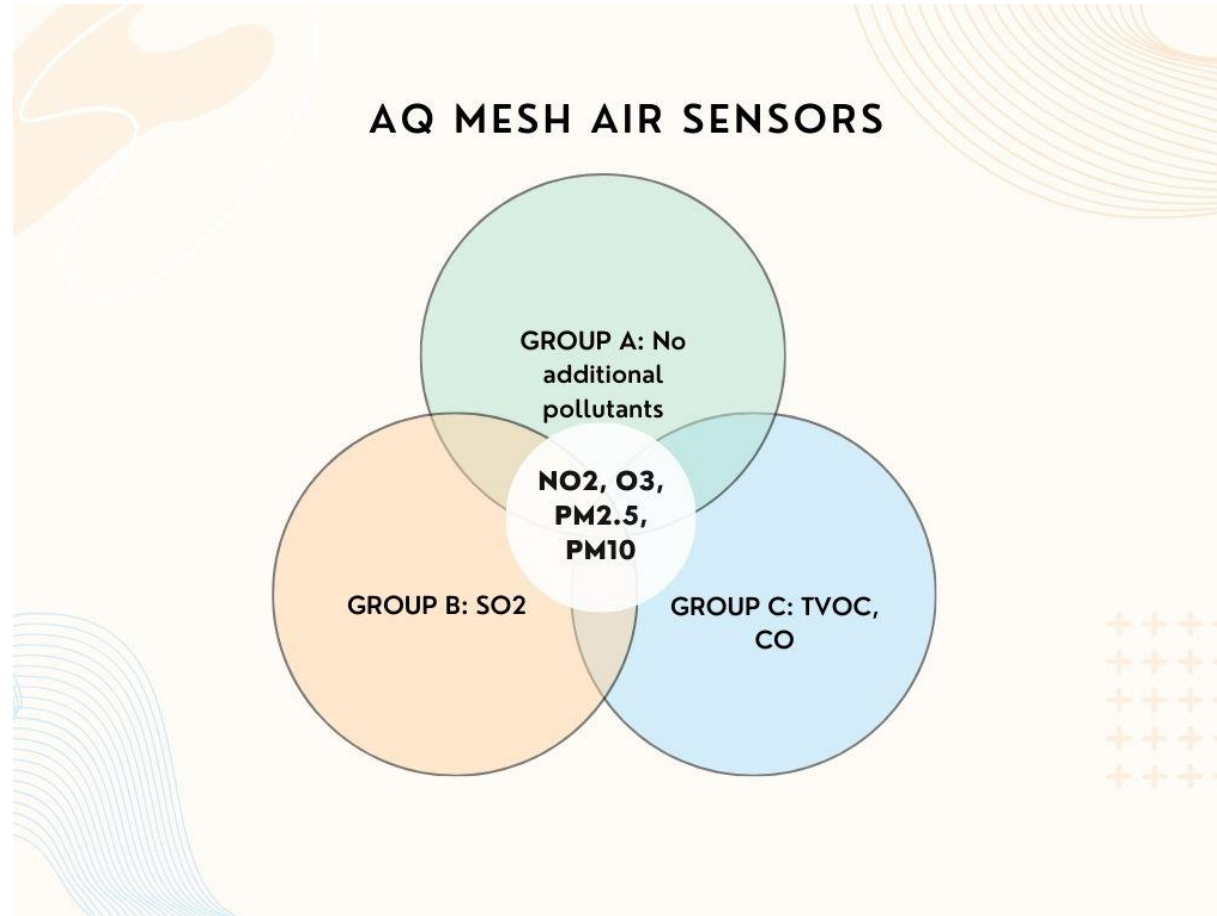 AQ MESH AIR SENSORS
GROUP A: No
additional
pollutants
NO2, O3,
PM2.5,
PM10
GROUP B: SO2
GROUP C: TVOC,
CO